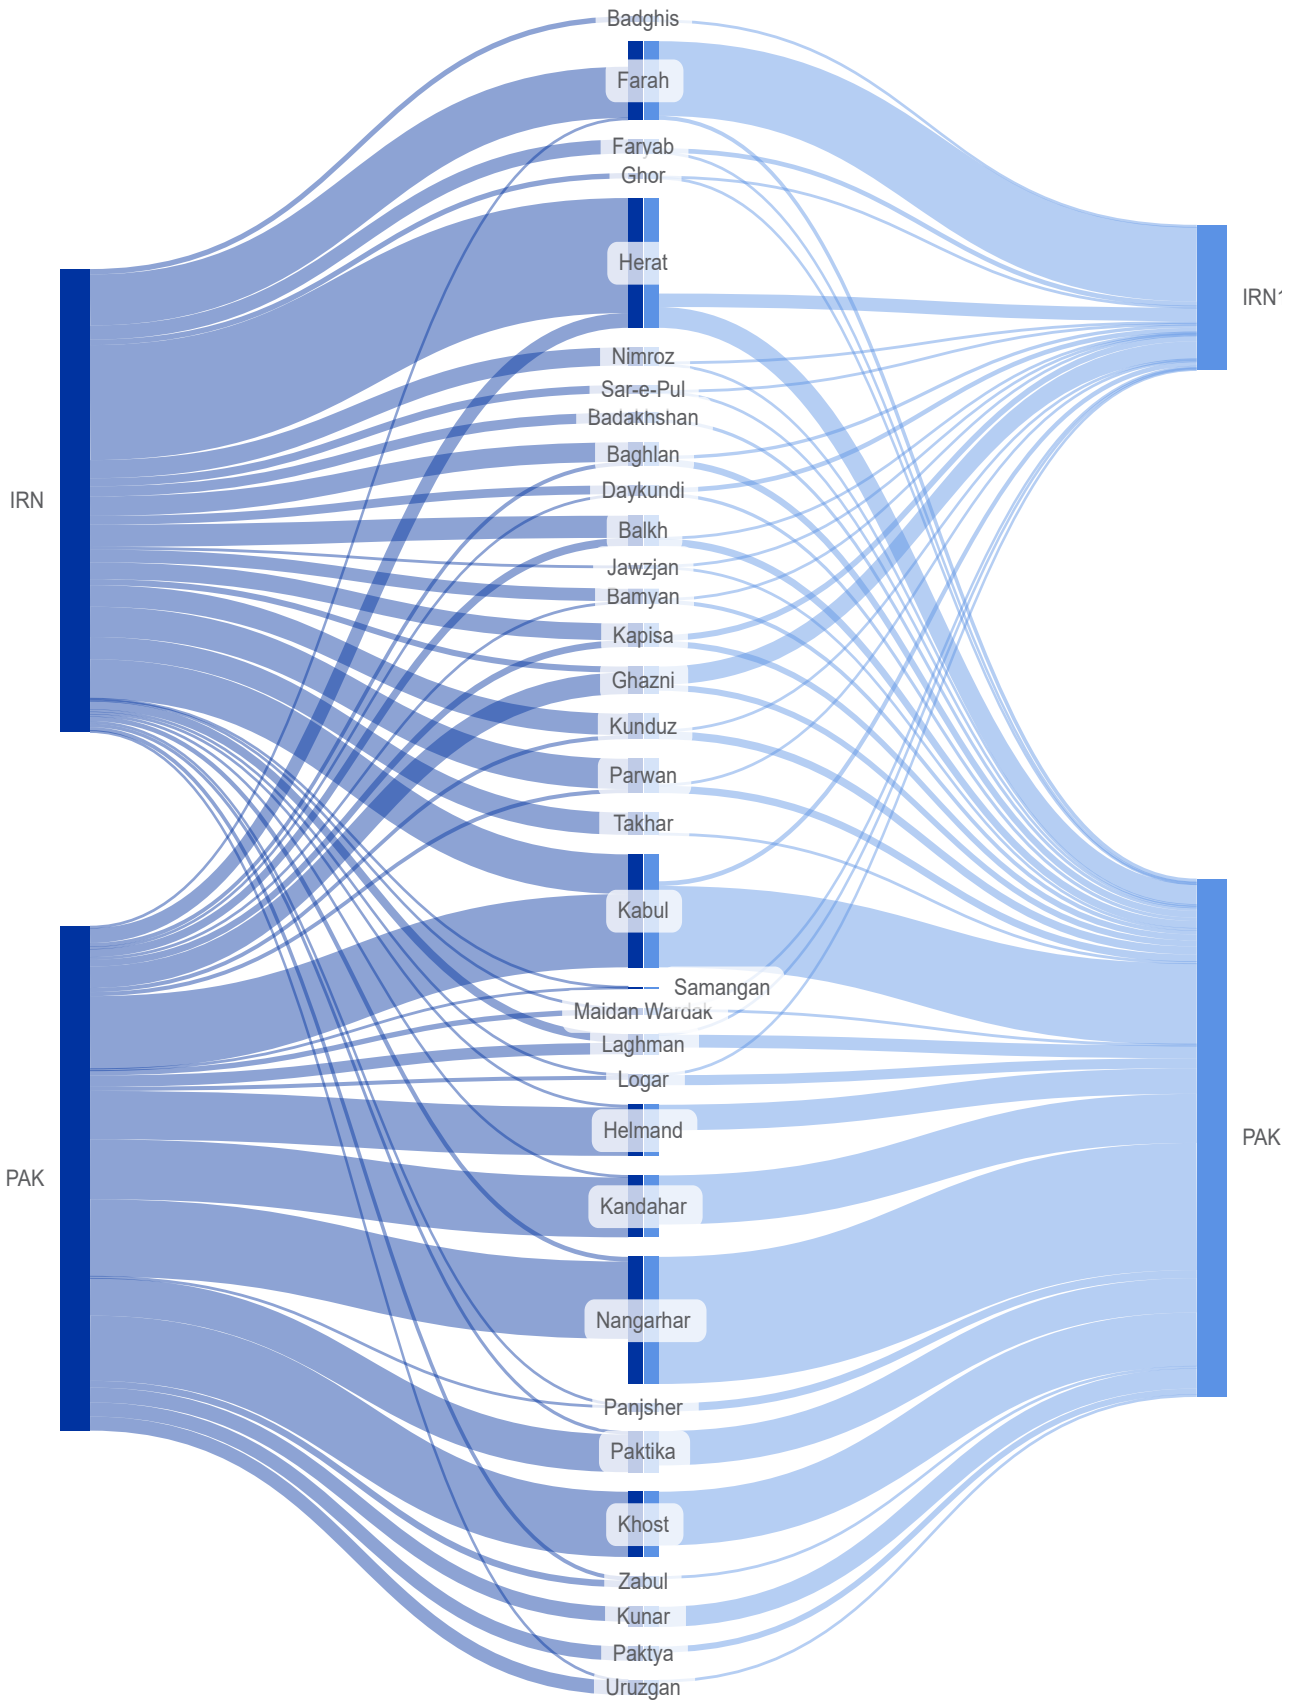 Badghis
Farah
Faryab
Ghor
Herat
IRN
Nimroz
Sar-e-Pul
Badakhshan
Baghlan
Daykundi
IRN
Balkh
Jawzjan
Bamyan
Kapisa
Ghazni
Kunduz
Parwan
Takhar
Kabul
Samangan
Maidan Wardak
Laghman
Logar
Helmand
PAK
PAK
Kandahar
Nangarhar
Panjsher
Paktika
Khost
Zabul
Kunar
Paktya
Uruzgan